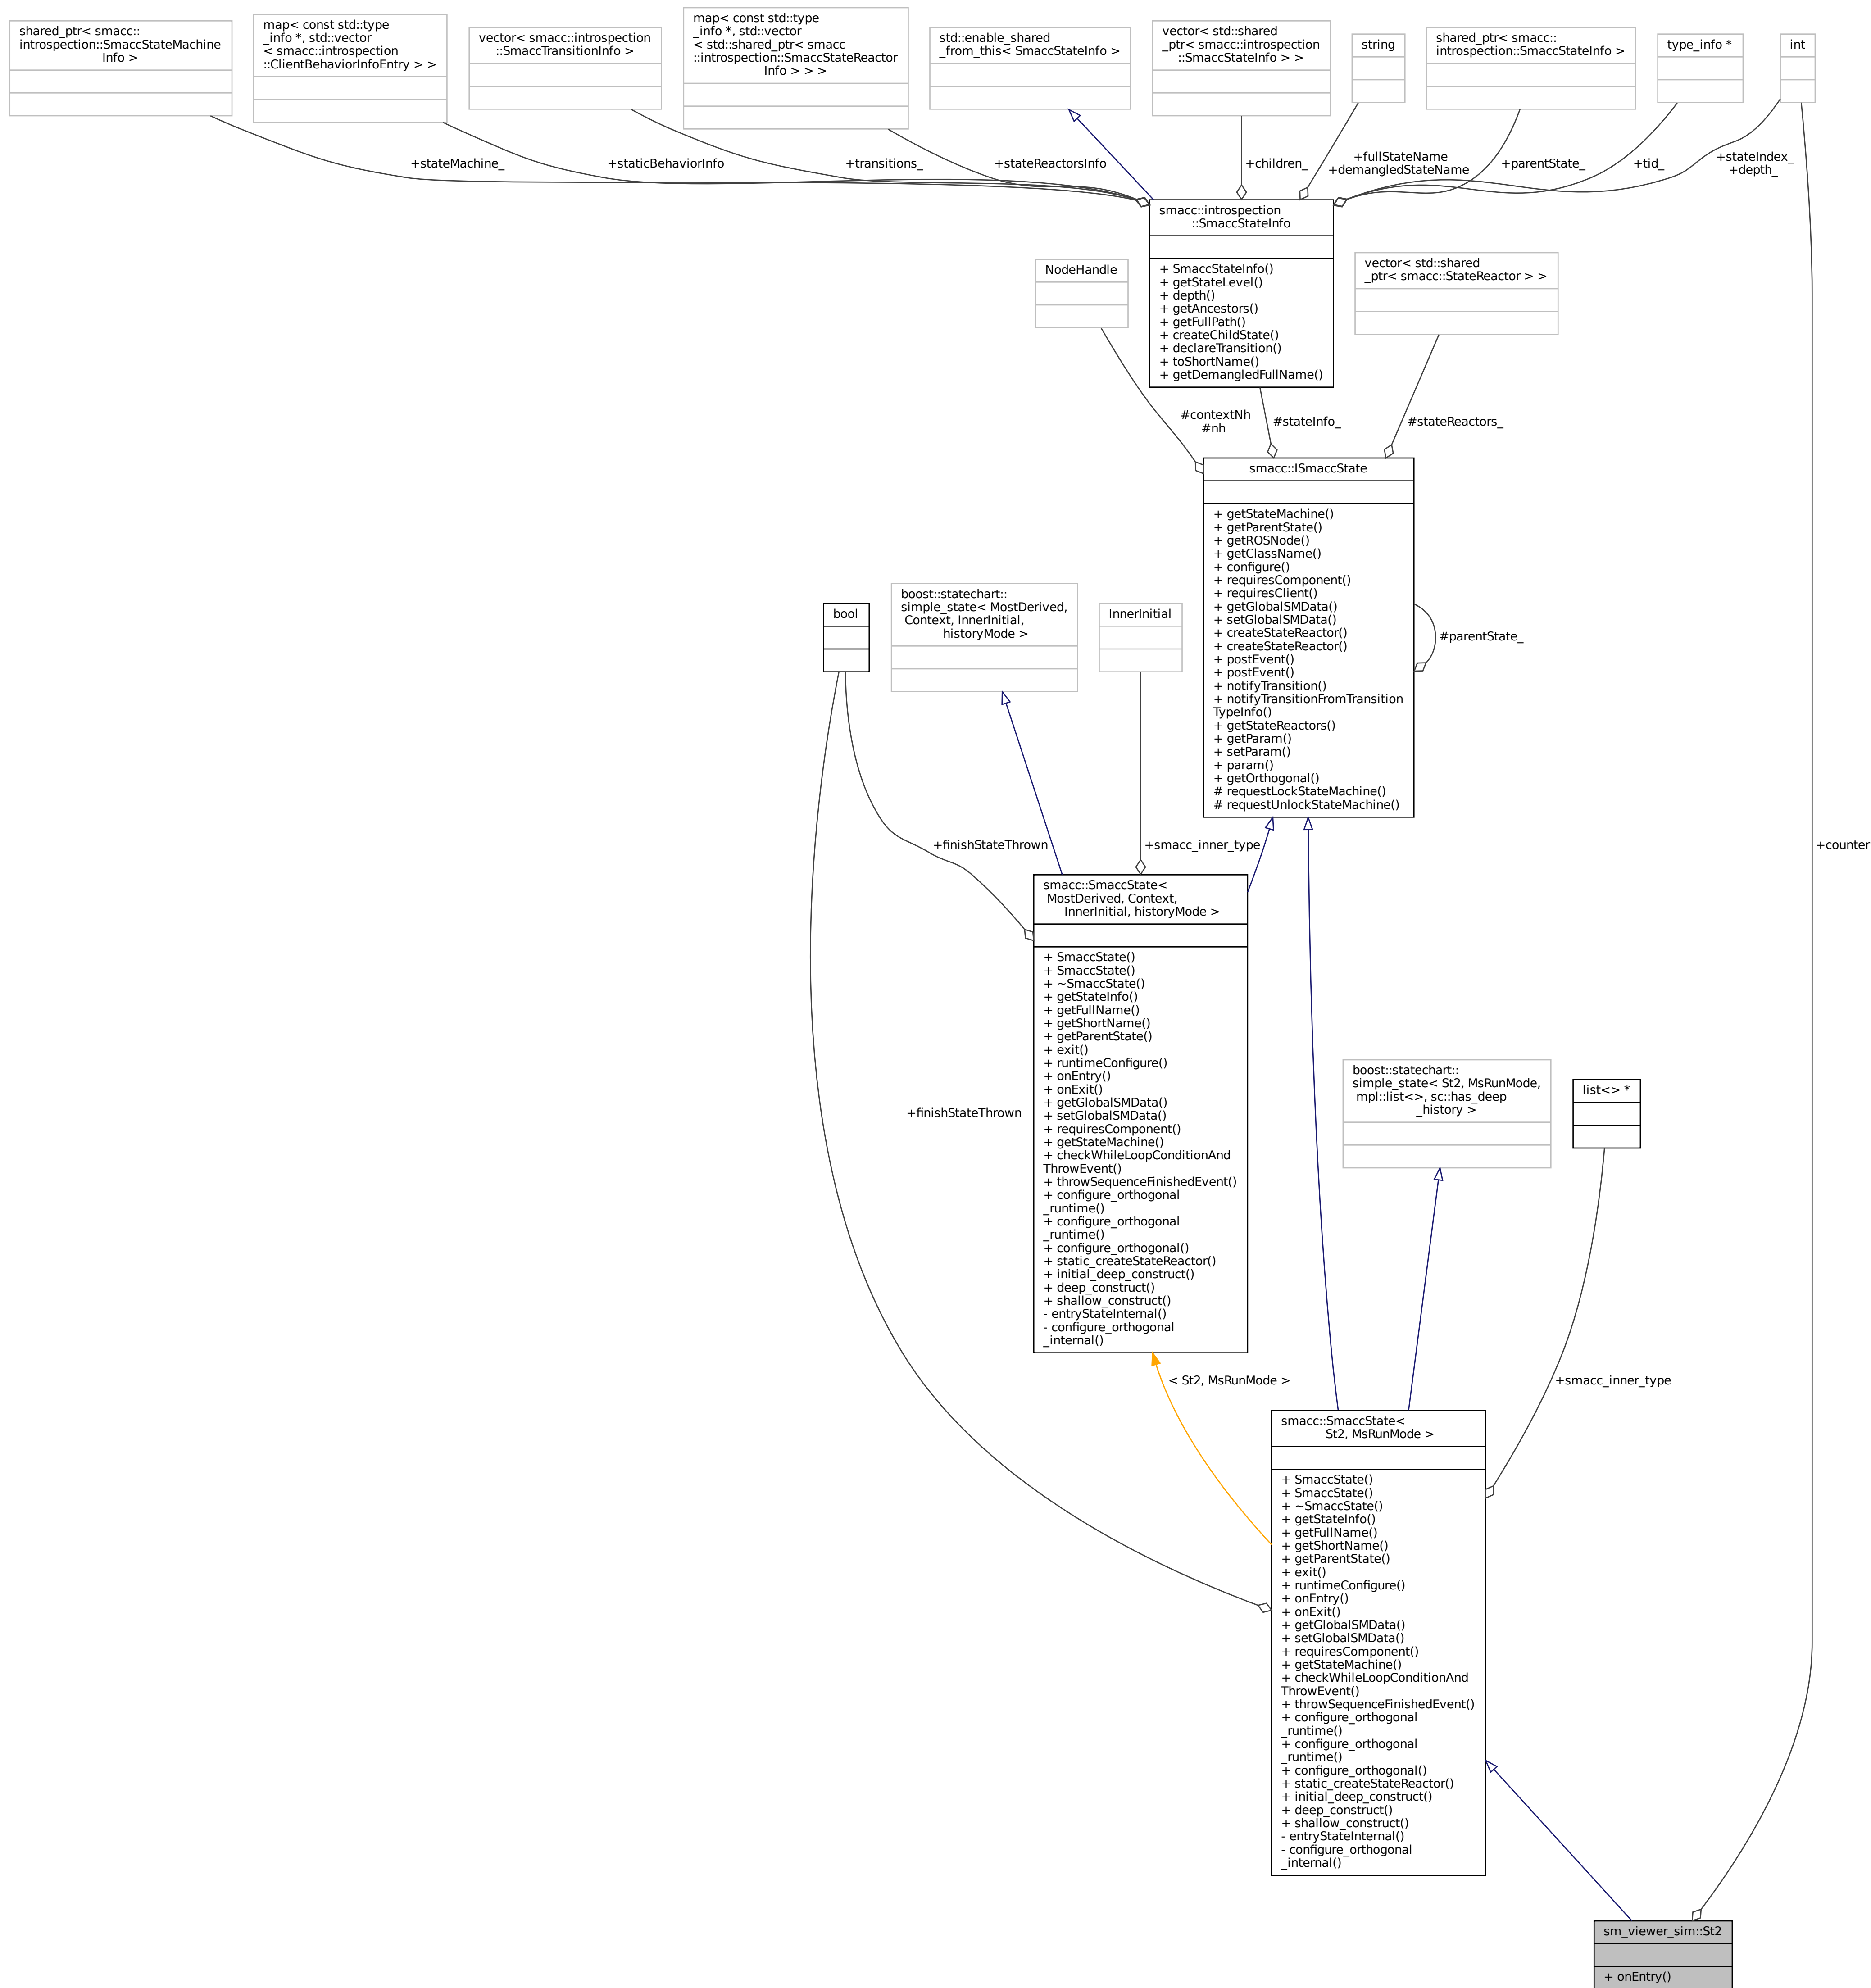 shared_ptr< smacc::
introspection::SmaccStateMachine
Info >
map< const std::type
_info *, std::vector
< smacc::introspection
::ClientBehaviorInfoEntry > >
vector< smacc::introspection
::SmaccTransitionInfo >
map< const std::type
_info *, std::vector
< std::shared_ptr< smacc
::introspection::SmaccStateReactor
Info > > >
std::enable_shared
_from_this< SmaccStateInfo >
vector< std::shared
_ptr< smacc::introspection
::SmaccStateInfo > >
string
shared_ptr< smacc::
introspection::SmaccStateInfo >
type_info *
int
+stateMachine_
+staticBehaviorInfo
+transitions_
+stateReactorsInfo
+children_
+fullStateName
+demangledStateName
+parentState_
+tid_
+stateIndex_
+depth_
smacc::introspection
::SmaccStateInfo
+ SmaccStateInfo()
+ getStateLevel()
+ depth()
+ getAncestors()
+ getFullPath()
+ createChildState()
+ declareTransition()
+ toShortName()
+ getDemangledFullName()
NodeHandle
vector< std::shared
_ptr< smacc::StateReactor > >
#contextNh
#nh
#stateInfo_
#stateReactors_
smacc::ISmaccState
+ getStateMachine()
+ getParentState()
+ getROSNode()
+ getClassName()
+ configure()
+ requiresComponent()
+ requiresClient()
+ getGlobalSMData()
+ setGlobalSMData()
+ createStateReactor()
+ createStateReactor()
+ postEvent()
+ postEvent()
+ notifyTransition()
+ notifyTransitionFromTransition
TypeInfo()
+ getStateReactors()
+ getParam()
+ setParam()
+ param()
+ getOrthogonal()
# requestLockStateMachine()
# requestUnlockStateMachine()
#parentState_
bool
boost::statechart::
simple_state< MostDerived,
Context, InnerInitial,
historyMode >
InnerInitial
+finishStateThrown
+smacc_inner_type
+counter
smacc::SmaccState<
MostDerived, Context,
InnerInitial, historyMode >
+ SmaccState()
+ SmaccState()
+ ~SmaccState()
+ getStateInfo()
+ getFullName()
+ getShortName()
+ getParentState()
+ exit()
+ runtimeConfigure()
+ onEntry()
+ onExit()
+ getGlobalSMData()
+ setGlobalSMData()
+ requiresComponent()
+ getStateMachine()
+ checkWhileLoopConditionAnd
ThrowEvent()
+ throwSequenceFinishedEvent()
+ configure_orthogonal
_runtime()
+ configure_orthogonal
_runtime()
+ configure_orthogonal()
+ static_createStateReactor()
+ initial_deep_construct()
+ deep_construct()
+ shallow_construct()
- entryStateInternal()
- configure_orthogonal
_internal()
+finishStateThrown
boost::statechart::
simple_state< St2, MsRunMode,
mpl::list<>, sc::has_deep
_history >
list<> *
< St2, MsRunMode >
+smacc_inner_type
smacc::SmaccState<
St2, MsRunMode >
+ SmaccState()
+ SmaccState()
+ ~SmaccState()
+ getStateInfo()
+ getFullName()
+ getShortName()
+ getParentState()
+ exit()
+ runtimeConfigure()
+ onEntry()
+ onExit()
+ getGlobalSMData()
+ setGlobalSMData()
+ requiresComponent()
+ getStateMachine()
+ checkWhileLoopConditionAnd
ThrowEvent()
+ throwSequenceFinishedEvent()
+ configure_orthogonal
_runtime()
+ configure_orthogonal
_runtime()
+ configure_orthogonal()
+ static_createStateReactor()
+ initial_deep_construct()
+ deep_construct()
+ shallow_construct()
- entryStateInternal()
- configure_orthogonal
_internal()
sm_viewer_sim::St2
+ onEntry()